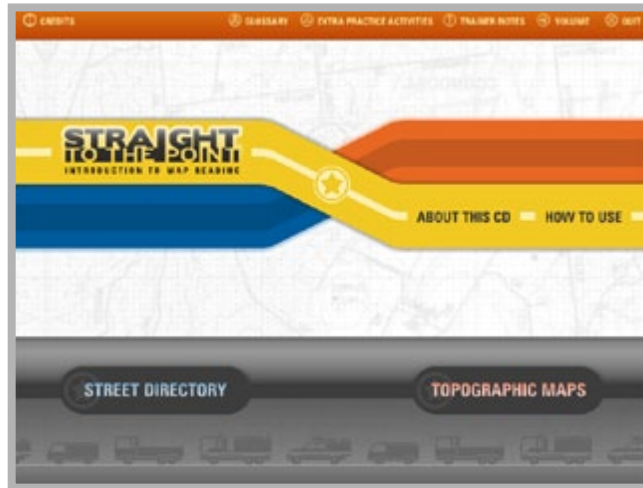 CREDITS GLOSSARY EXTRA PRACTICE ACTIVITIES TRAINER NOTES VOLUME QUIT
STRAIGHT
TO THE POINT
INTRODUCTION TO MAP READING
ABOUT THIS CD HOW TO USE
STREET DIRECTORY TOPOGRAPHIC MAPS